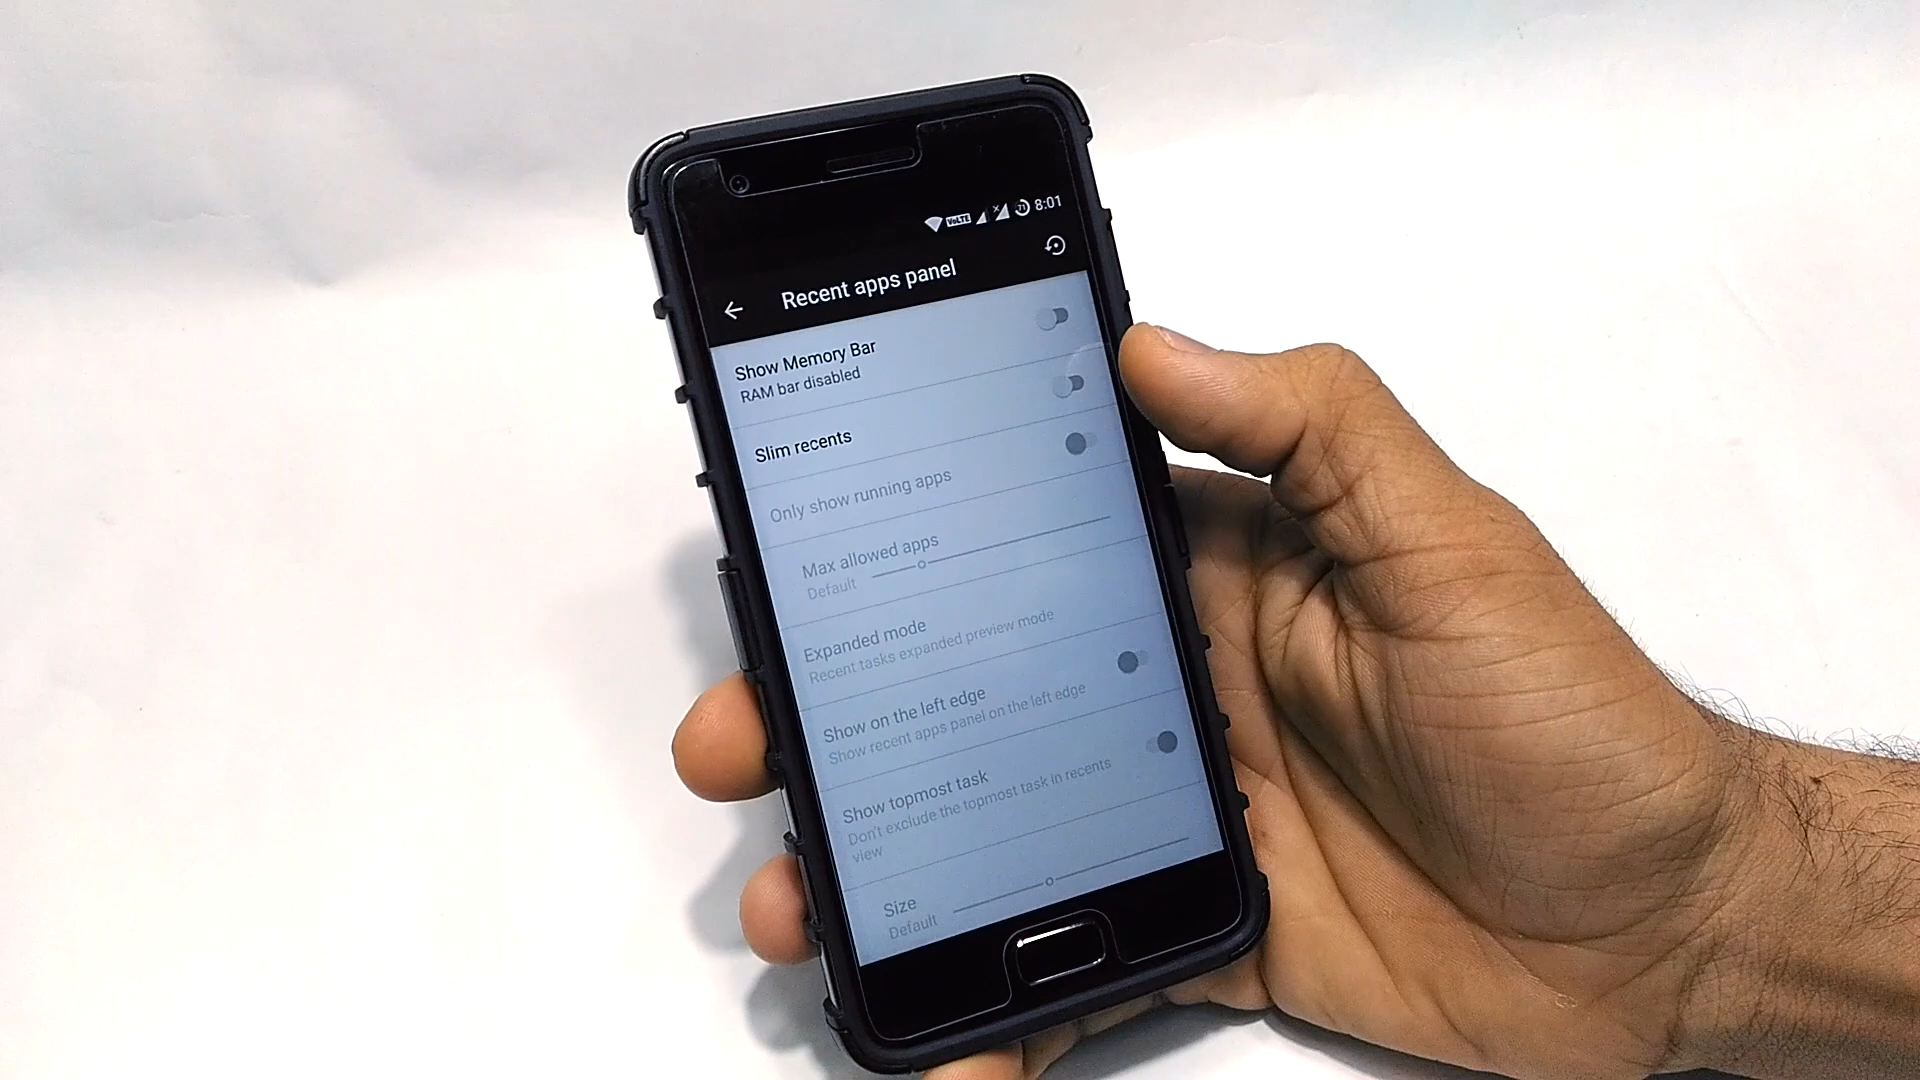 VoLTE 71 8:01
Recent apps panel
Show Memory Bar
RAM bar disabled
Slim recents
Only show running apps
Max allowed apps
Default
Expanded mode
Recent tasks expanded preview mode
Show on the left edge
Show recent apps panel on the left edge
Show topmost task
Don't exclude the topmost task in recents
view
Size
Default